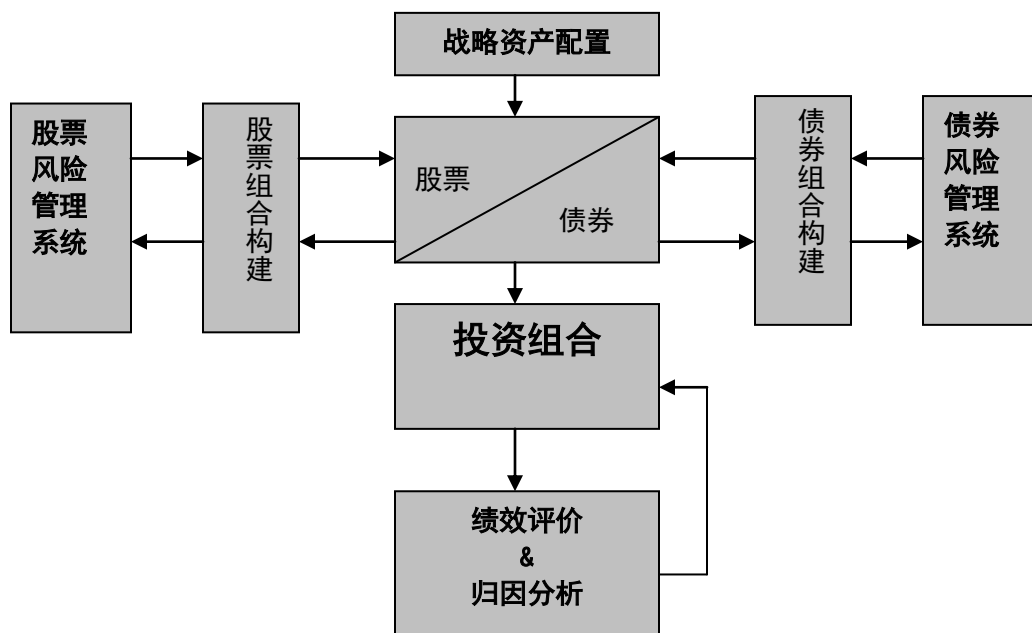 战略资产配置
股票
风险
管理
系统
股
票
组
合
构
建
股票
债券
债
券
组
合
构
建
债券
风险
管理
系统
投资组合
绩效评价
&
归因分析